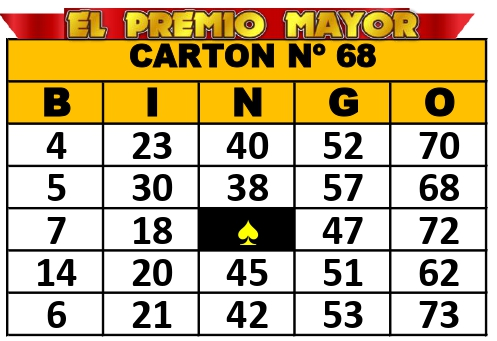 EL PREMIO MAYOR
CARTON Nº 68
B I N G O
4 23 40 52 70
5 30 38 57 68
7 18 ♠ 47 72
14 20 45 51 62
6 21 42 53 73